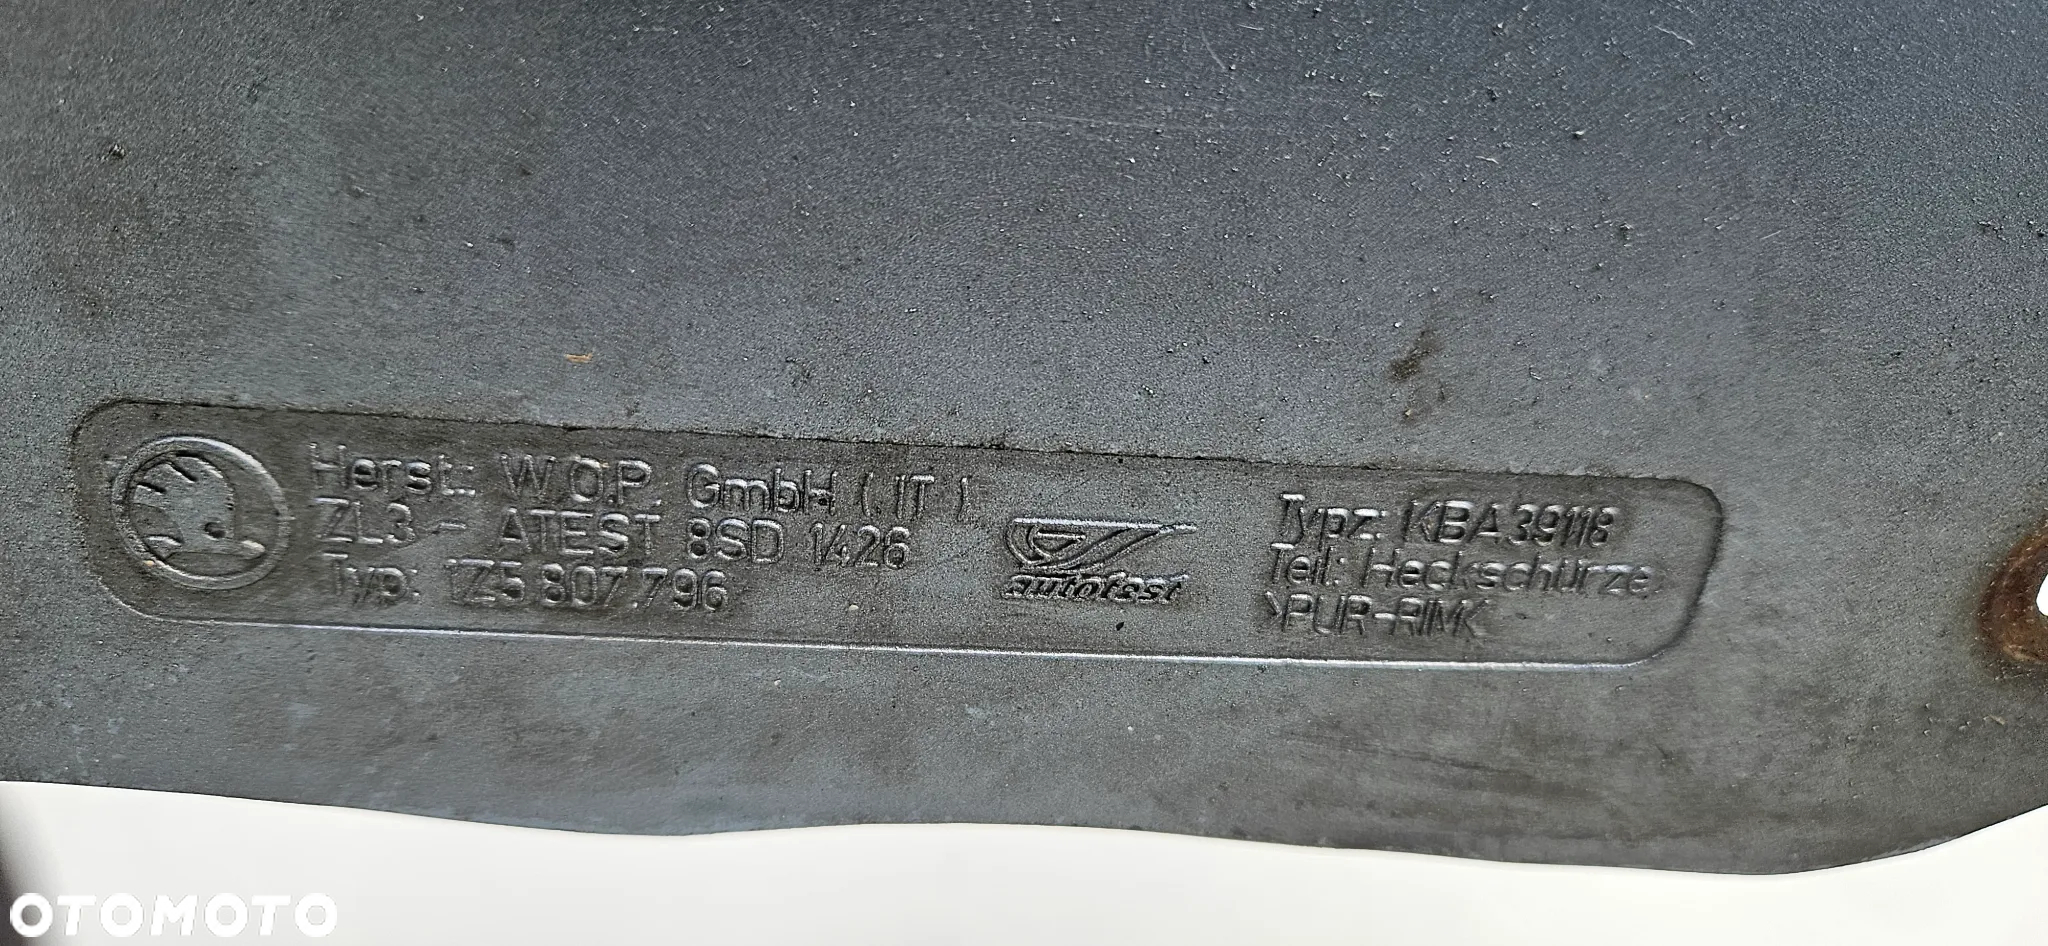 Herst.: W.O.P. GmbH (IT)
ZL3 - ATEST 8SD 1426
Typ: 1Z5 807.796
autotest
Typz: KBA 39118
Teil: Heckschürze
>PUR-RIM<
OTOMOTO